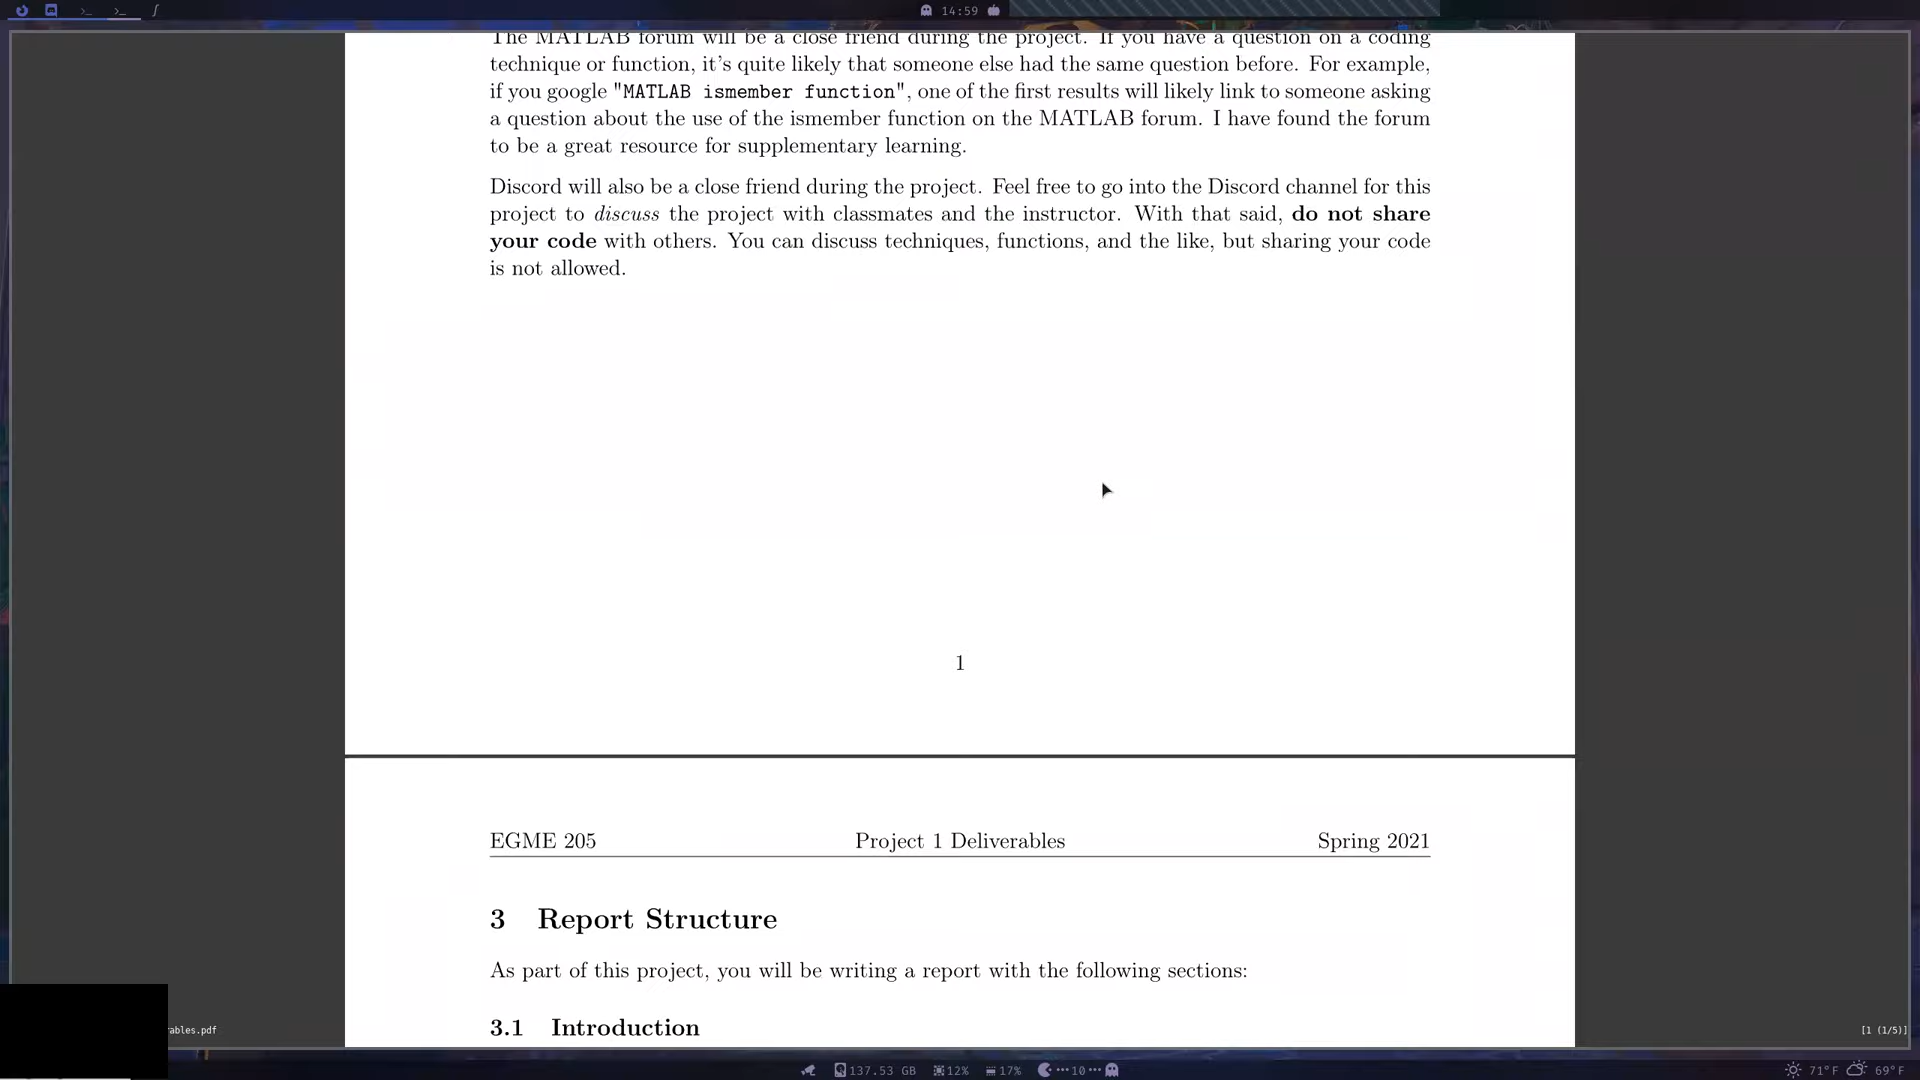 14:59
The MATLAB forum will be a close friend during the project. If you have a question on a coding
technique or function, it's quite likely that someone else had the same question before. For example,
if you google "MATLAB ismember function", one of the first results will likely link to someone asking
a question about the use of the ismember function on the MATLAB forum. I have found the forum
to be a great resource for supplementary learning.
Discord will also be a close friend during the project. Feel free to go into the Discord channel for this
project to discuss the project with classmates and the instructor. With that said, do not share
your code with others. You can discuss techniques, functions, and the like, but sharing your code
is not allowed.
1
EGME 205 Project 1 Deliverables Spring 2021
3 Report Structure
As part of this project, you will be writing a report with the following sections:
3.1 Introduction
ables.pdf [1 (1/5)]
137.53 GB 12% 17% 10 71°F 69°F